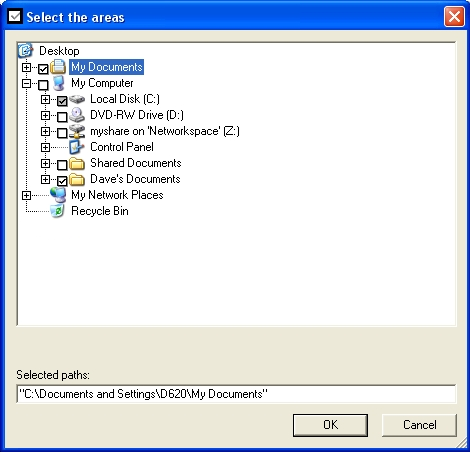 Select the areas
Desktop
My Documents
My Computer
Local Disk (C:)
DVD-RW Drive (D:)
myshare on 'Networkspace' (Z:)
Control Panel
Shared Documents
Dave's Documents
My Network Places
Recycle Bin
Selected paths:
"C:\Documents and Settings\D620\My Documents"
OK Cancel